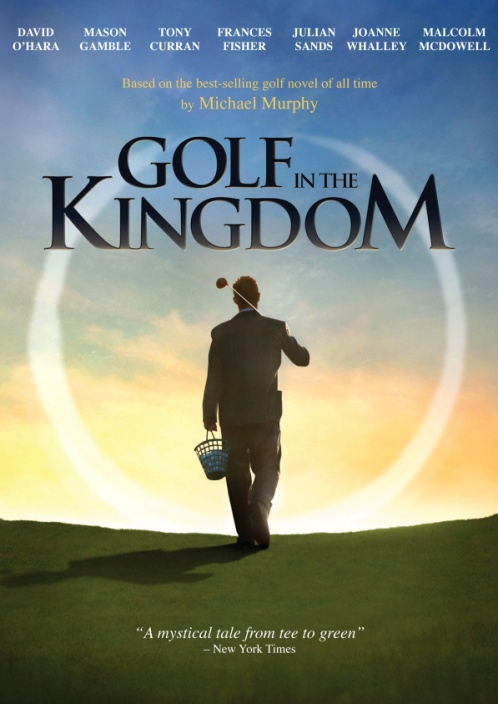 DAVID MASON TONY FRANCES JULIAN JOANNE MALCOLM
O'HARA GAMBLE CURRAN FISHER SANDS WHALLEY MCDOWELL
Based on the best-selling golf novel of all time
by Michael Murphy
GOLF IN THE
KINGDOM
“A mystical tale from tee to green”
– New York Times